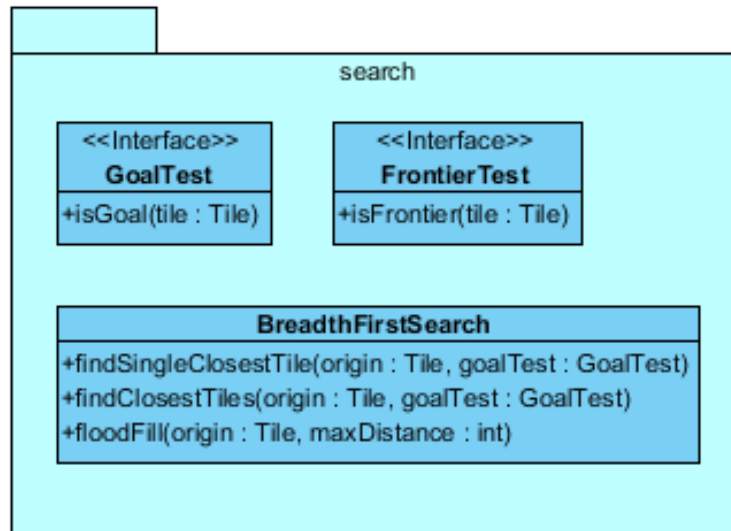 search
<<Interface>>
GoalTest
+isGoal(tile : Tile)
<<Interface>>
FrontierTest
+isFrontier(tile : Tile)
BreadthFirstSearch
+findSingleClosestTile(origin : Tile, goalTest : GoalTest)
+findClosestTiles(origin : Tile, goalTest : GoalTest)
+floodFill(origin : Tile, maxDistance : int)